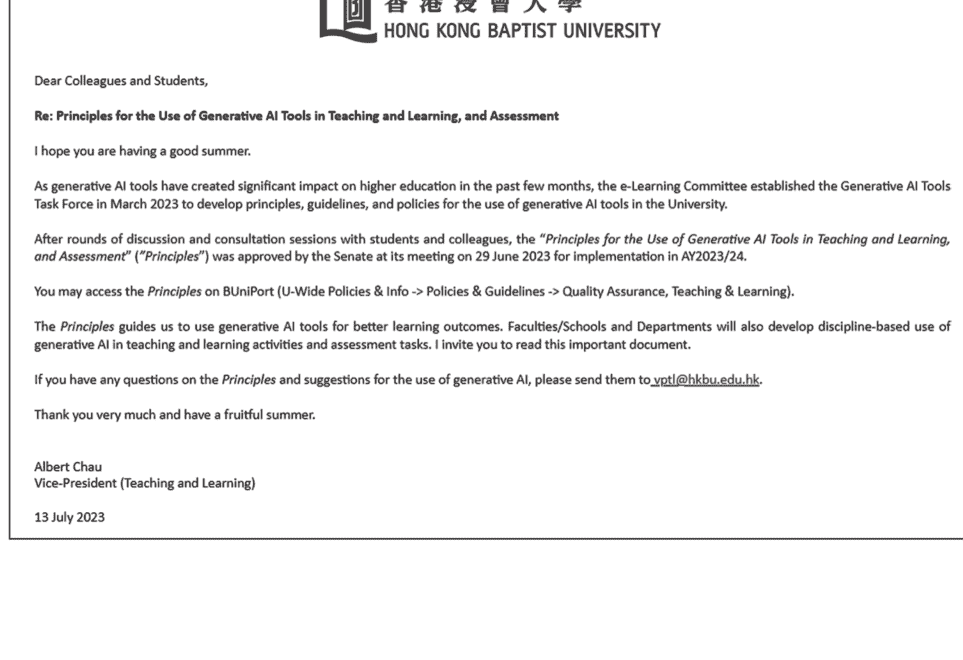 香港浸會大學
HONG KONG BAPTIST UNIVERSITY
Dear Colleagues and Students,
Re: Principles for the Use of Generative AI Tools in Teaching and Learning, and Assessment
I hope you are having a good summer.
As generative AI tools have created significant impact on higher education in the past few months, the e-Learning Committee established the Generative AI Tools
Task Force in March 2023 to develop principles, guidelines, and policies for the use of generative AI tools in the University.
After rounds of discussion and consultation sessions with students and colleagues, the “Principles for the Use of Generative AI Tools in Teaching and Learning,
and Assessment” (“Principles”) was approved by the Senate at its meeting on 29 June 2023 for implementation in AY2023/24.
You may access the Principles on BUniPort (U-Wide Policies & Info -> Policies & Guidelines -> Quality Assurance, Teaching & Learning).
The Principles guides us to use generative AI tools for better learning outcomes. Faculties/Schools and Departments will also develop discipline-based use of
generative AI in teaching and learning activities and assessment tasks. I invite you to read this important document.
If you have any questions on the Principles and suggestions for the use of generative AI, please send them to vptl@hkbu.edu.hk.
Thank you very much and have a fruitful summer.
Albert Chau
Vice-President (Teaching and Learning)
13 July 2023